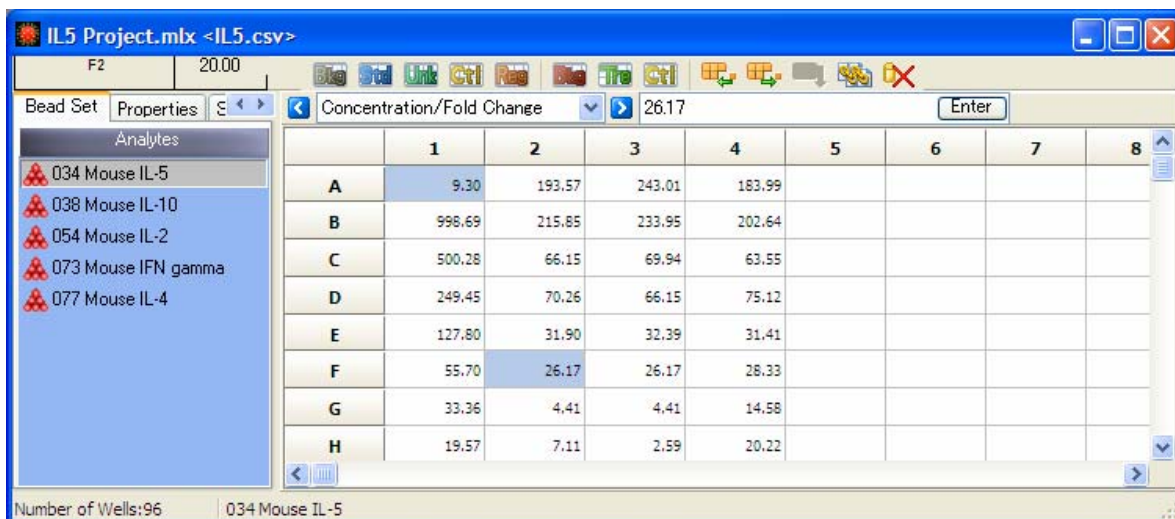 IL5 Project.mlx <IL5.csv>
F2 20.00 Bkg Std Unk Ctl Reg Bkg Tre Ctl
Bead Set Properties S Concentration/Fold Change 26.17 Enter
Analytes
034 Mouse IL-5
038 Mouse IL-10
054 Mouse IL-2
073 Mouse IFN gamma
077 Mouse IL-4
1 2 3 4 5 6 7 8
A 9.30 193.57 243.01 183.99
B 998.69 215.85 233.95 202.64
C 500.28 66.15 69.94 63.55
D 249.45 70.26 66.15 75.12
E 127.80 31.90 32.39 31.41
F 55.70 26.17 26.17 28.33
G 33.36 4.41 4.41 14.58
H 19.57 7.11 2.59 20.22
Number of Wells:96 034 Mouse IL-5